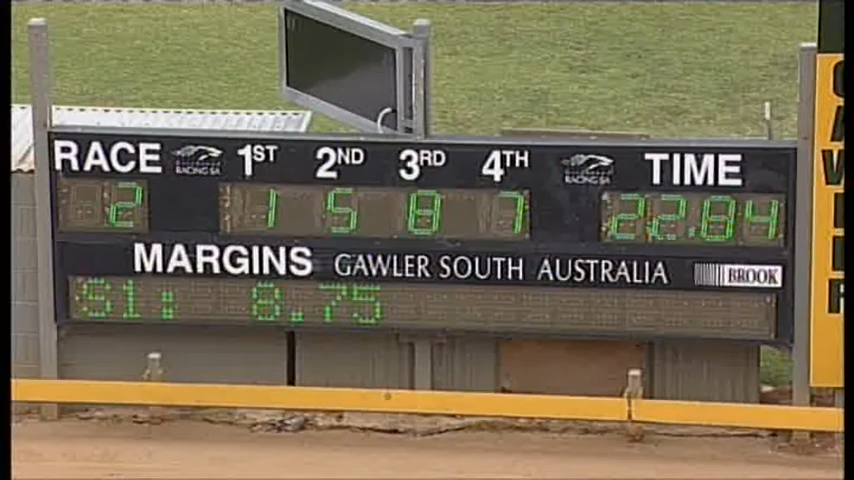 RACE RACING SA 1ST 2ND 3RD 4TH RACING SA TIME
2 1 5 8 7 22.84
MARGINS GAWLER SOUTH AUSTRALIA BROOK
S1: 8.75
GAWLER